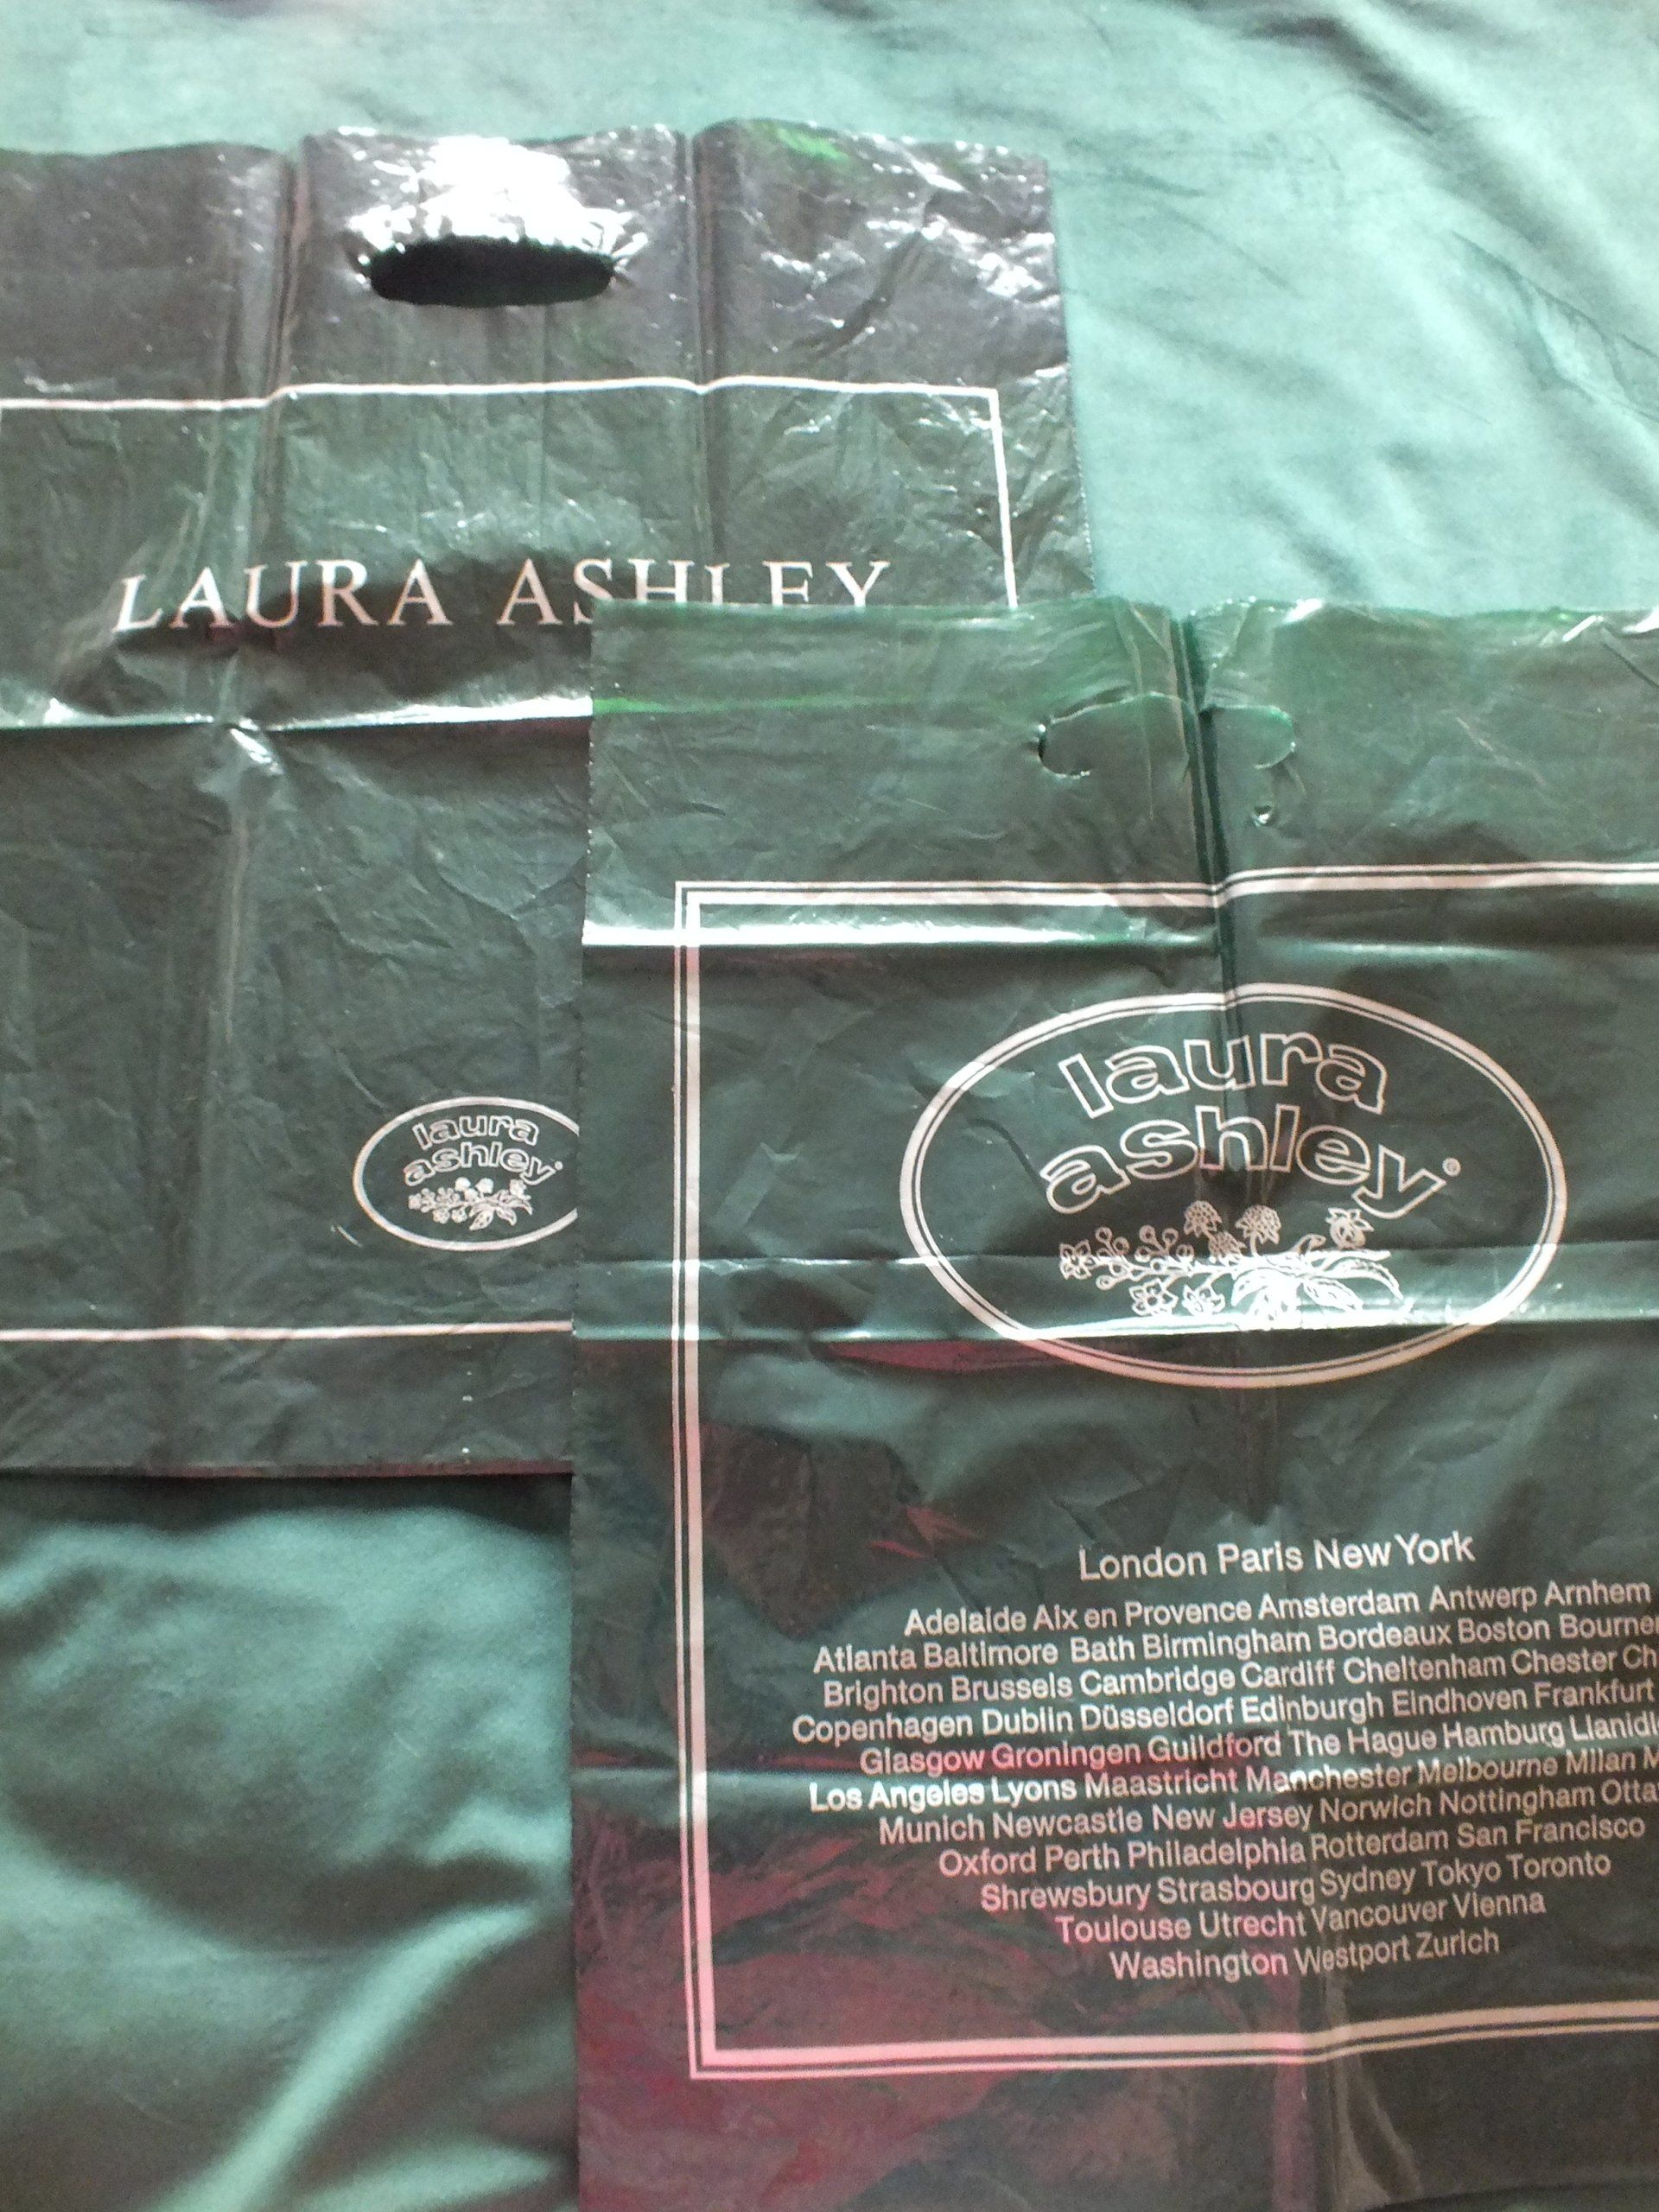 LAURA ASHLEY
laura
ashley®
laura
ashley®
London Paris New York
Adelaide Aix en Provence Amsterdam Antwerp Arnhem
Atlanta Baltimore Bath Birmingham Bordeaux Boston
Brighton Brussels Cambridge Cardiff Cheltenham Chester
Copenhagen Dublin Düsseldorf Edinburgh Eindhoven Frankfurt
Glasgow Groningen Guildford The Hague Hamburg
Los Angeles Lyons Maastricht Manchester Melbourne Milan
Munich Newcastle New Jersey Norwich Nottingham
Oxford Perth Philadelphia Rotterdam San Francisco
Shrewsbury Strasbourg Sydney Tokyo Toronto
Toulouse Utrecht Vancouver Vienna
Washington Westport Zurich